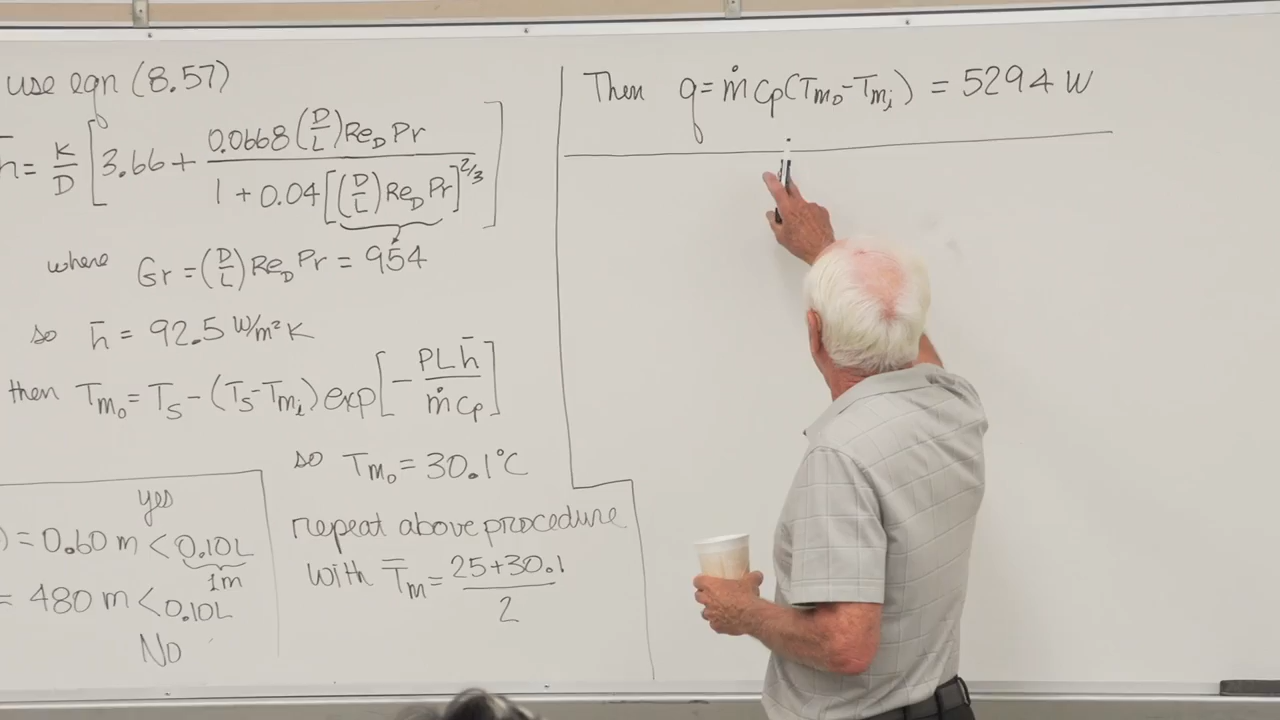 use eqn (8.57)
h̄ = K/D [3.66 + 0.0668 (D/L) Re_D Pr / 1 + 0.04 [(D/L) Re_D Pr]^2/3]
where Gr = (D/L) Re_D Pr = 954
so h̄ = 92.5 W/m² K
then T_mo = T_S - (T_S - T_mi) exp[- PLh̄ / ṁ cp]
so T_mo = 30.1°C
repeat above procedure
with T̿_m = 25+30.1 / 2
yes
) = 0.60 m < 0.10L
1m
= 480 m < 0.10L
No
Then q = ṁ cp (T_mo - T_mi) = 5294 W